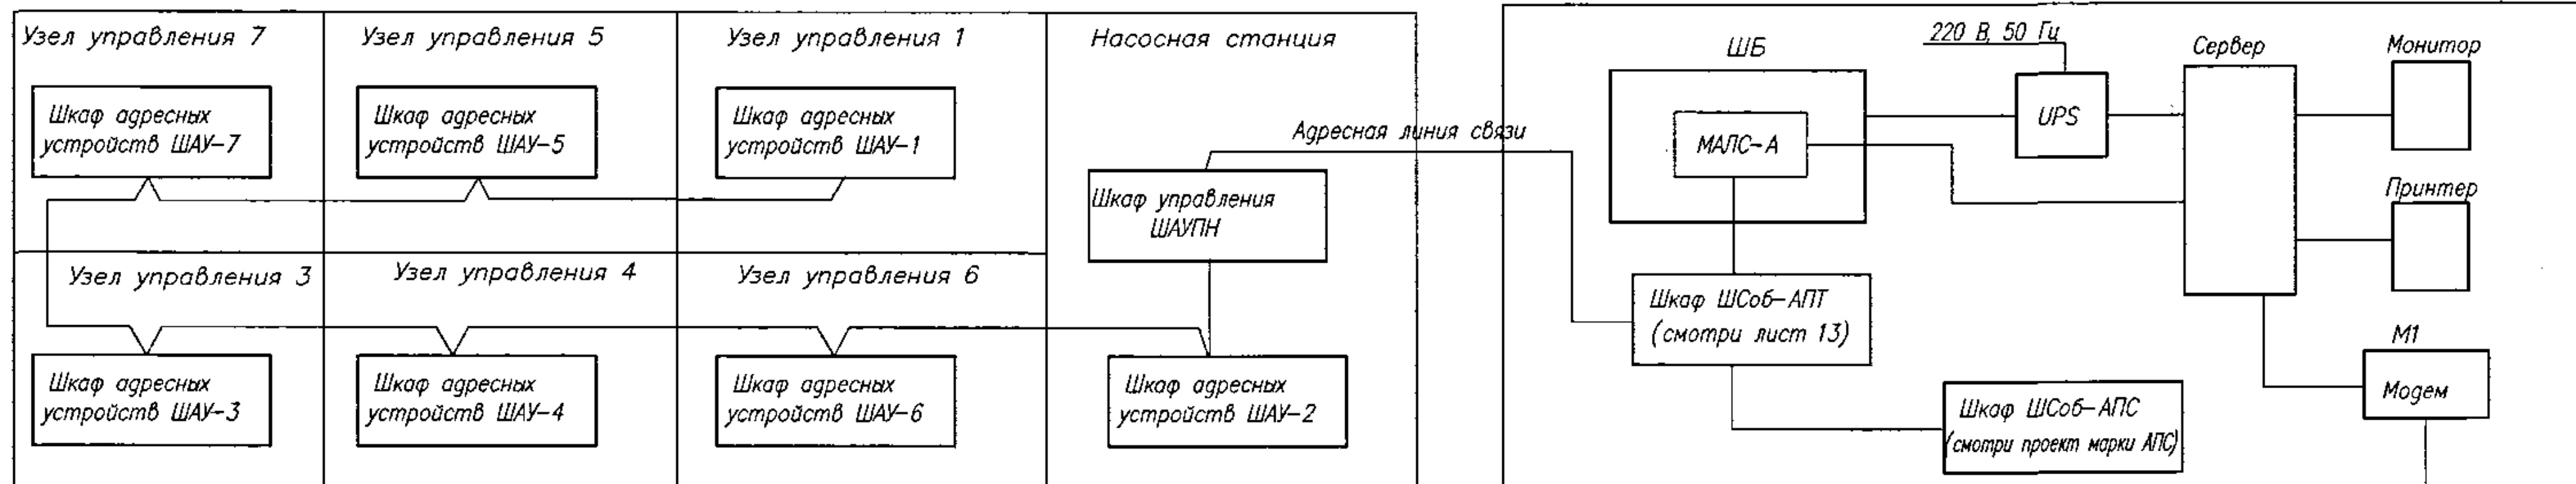 Узел управления 7
Шкаф адресных
устройств ШАУ-7
Узел управления 5
Шкаф адресных
устройств ШАУ-5
Узел управления 1
Шкаф адресных
устройств ШАУ-1
Насосная станция
Шкаф управления
ШАУПН
Адресная линия связи
Узел управления 3
Шкаф адресных
устройств ШАУ-3
Узел управления 4
Шкаф адресных
устройств ШАУ-4
Узел управления 6
Шкаф адресных
устройств ШАУ-6
Шкаф адресных
устройств ШАУ-2
ШБ
МАЛС-А
220 В, 50 Гц
UPS
Сервер
Монитор
Принтер
Шкаф ШСоб-АПТ
(смотри лист 13)
Шкаф ШСоб-АПС
(смотри проект марки АПС)
М1
Модем